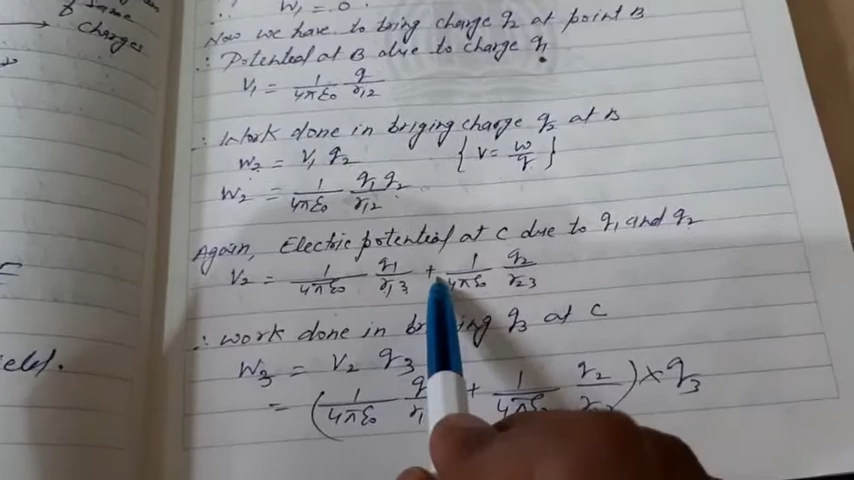 same
charges
∴ W₁ = 0
Now we have to bring charge q₂ at point B
∴ Potential at B due to charge q₁
V₁ = 1/4πε₀ q/r₁₂
∴ Work done in briging charge q₂ at B
W₂ = V₁ q₂ { V = w/q }
W₂ = 1/4πε₀ q₁q₂/r₁₂
Again, Electric potential at C due to q₁ and q₂
V₂ = 1/4πε₀ q₁/r₁₃ + 1/4πε₀ q₂/r₂₃
∴ work done in q₃ at C
W₃ = V₂ q₃
= (1/4πε₀ + 1/4πε₀ q₂) × q₃